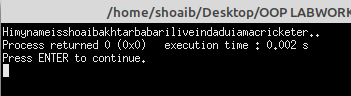 /home/shoaib/Desktop/OOP LABWORK
Himynameisshoaibakhtarbabariliveindaduiamacricketer..
Process returned 0 (0x0)   execution time : 0.002 s
Press ENTER to continue.